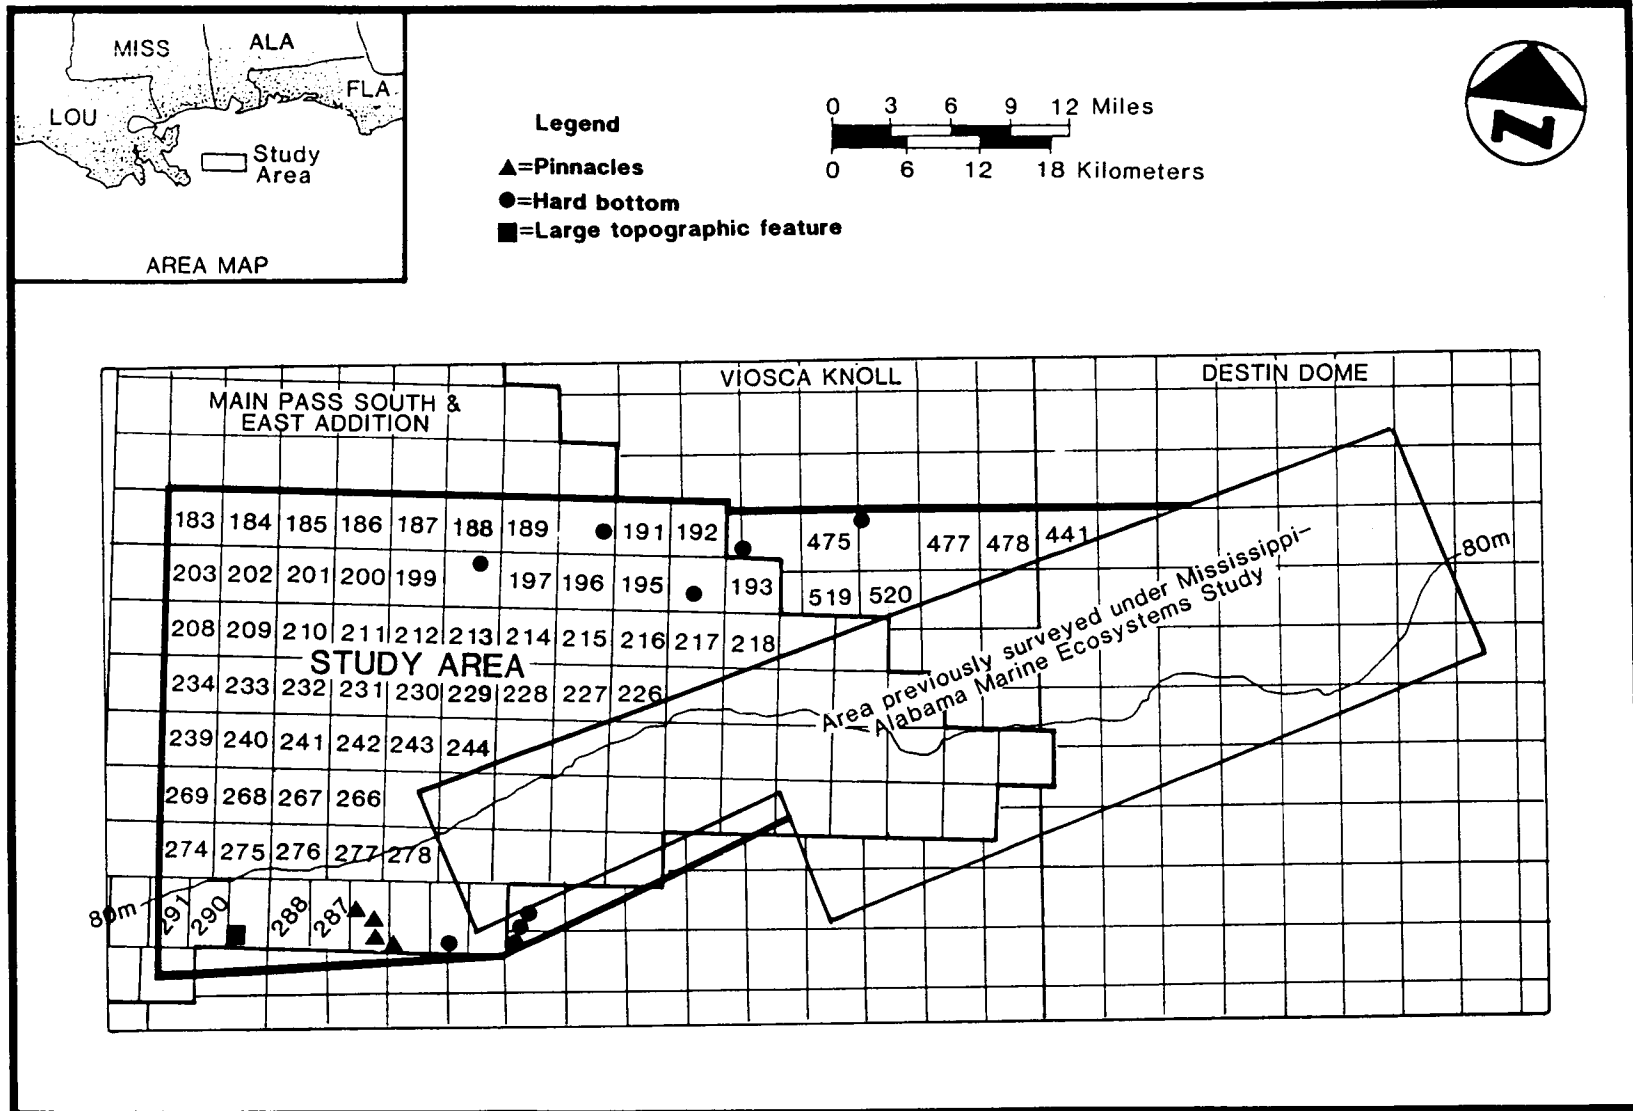 MISS
ALA
FLA
LOU
Study
Area
AREA MAP
Legend
▲=Pinnacles
●=Hard bottom
■=Large topographic feature
0 3 6 9 12 Miles
0 6 12 18 Kilometers
N
VIOSCA KNOLL
DESTIN DOME
MAIN PASS SOUTH &
EAST ADDITION
183 184 185 186 187 188 189 191 192
475 477 478 441
203 202 201 200 199 197 196 195 193
519 520
208 209 210 211 212 213 214 215 216 217 218
STUDY AREA
234 233 232 231 230 229 228 227 226
239 240 241 242 243 244
269 268 267 266
274 275 276 277 278
80m
291 290 288 287
Area previously surveyed under Mississippi-
Alabama Marine Ecosystems Study
80m